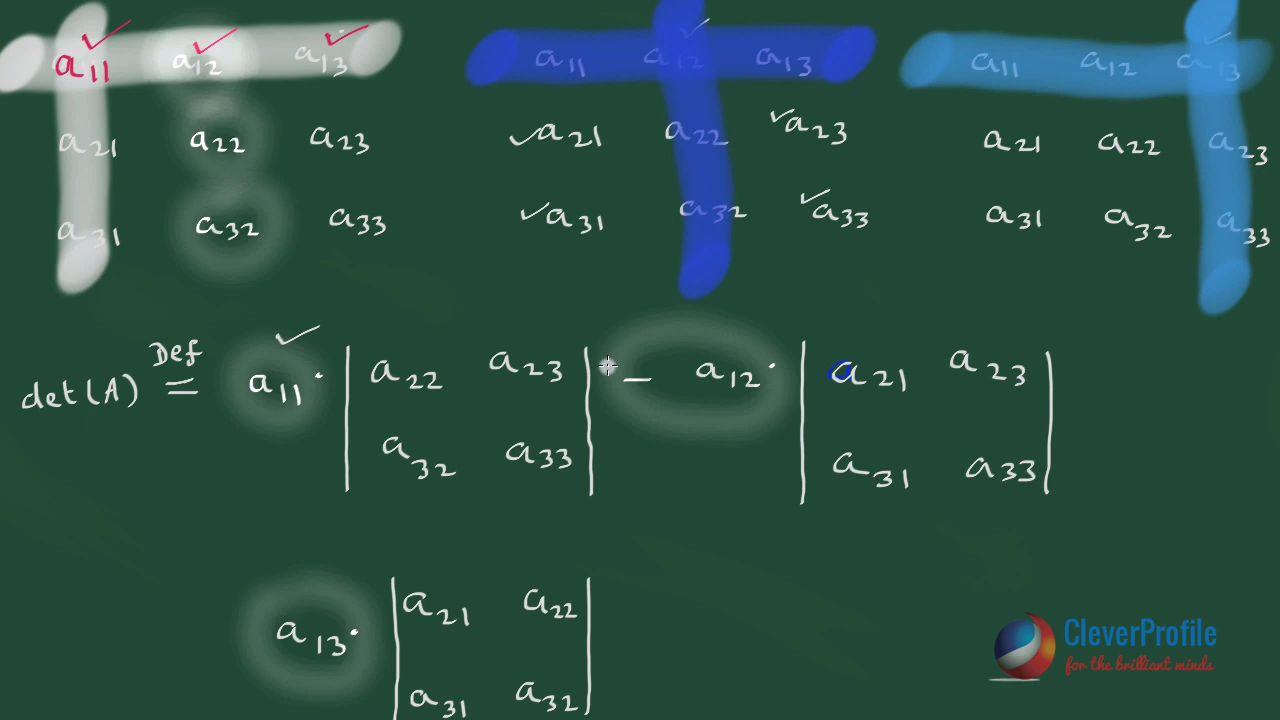 a11 a12 a13 a11 a12 a13 a11 a12 a13
a21 a22 a23 a21 a22 a23 a21 a22 a23
a31 a32 a33 a31 a32 a33 a31 a32 a33
Def
det(A) = a11 · | a22 a23 | − a12 · | a21 a23 |
a32 a33 a31 a33
a13 · | a21 a22 |
a31 a32
CleverProfile
for the brilliant minds